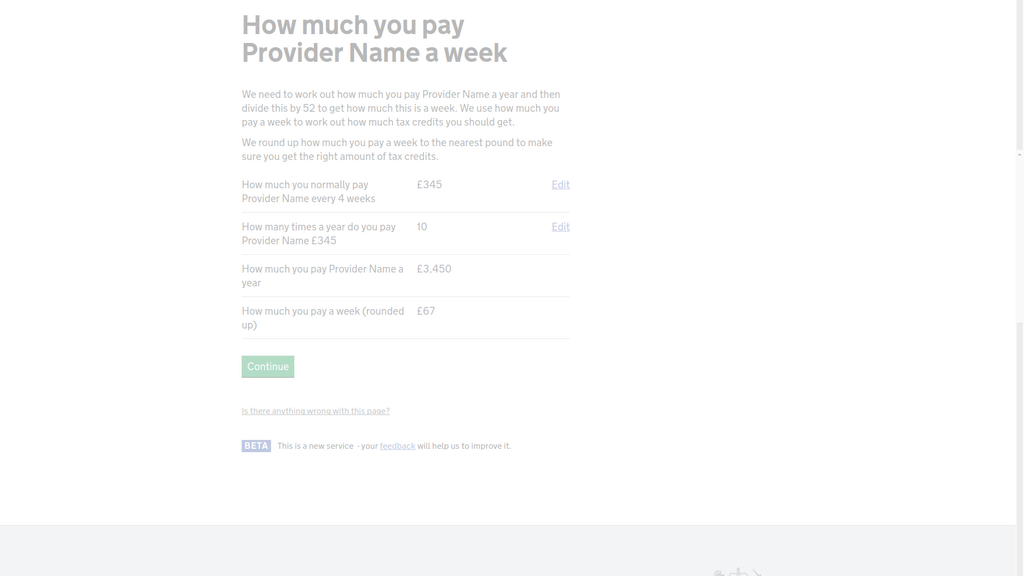 How much you pay
Provider Name a week
We need to work out how much you pay Provider Name a year and then
divide this by 52 to get how much this is a week. We use how much you
pay a week to work out how much tax credits you should get.
We round up how much you pay a week to the nearest pound to make
sure you get the right amount of tax credits.
How much you normally pay £345 Edit
Provider Name every 4 weeks
How many times a year do you pay 10 Edit
Provider Name £345
How much you pay Provider Name a £3,450
year
How much you pay a week (rounded £67
up)
Continue
Is there anything wrong with this page?
BETA This is a new service - your feedback will help us to improve it.